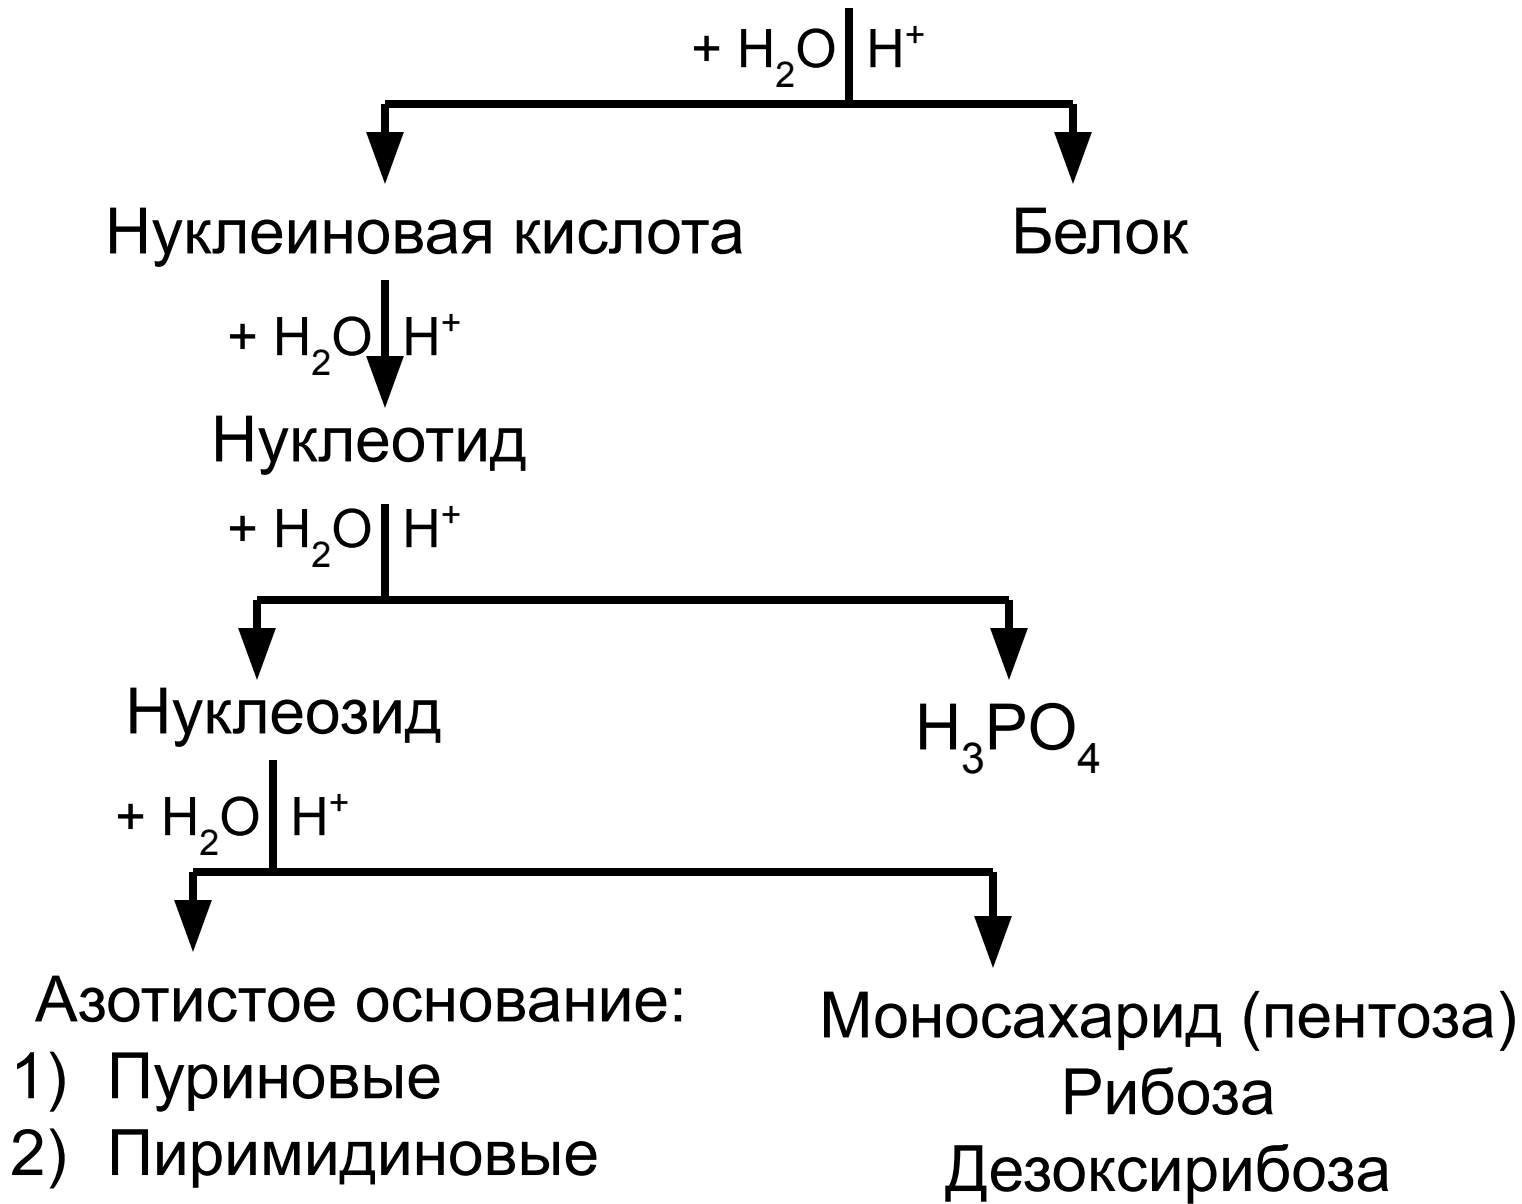 + H₂O H⁺
Нуклеиновая кислота Белок
+ H₂O H⁺
Нуклеотид
+ H₂O H⁺
Нуклеозид H₃PO₄
+ H₂O H⁺
Азотистое основание:
1) Пуриновые
2) Пиримидиновые
Моносахарид (пентоза)
Рибоза
Дезоксирибоза